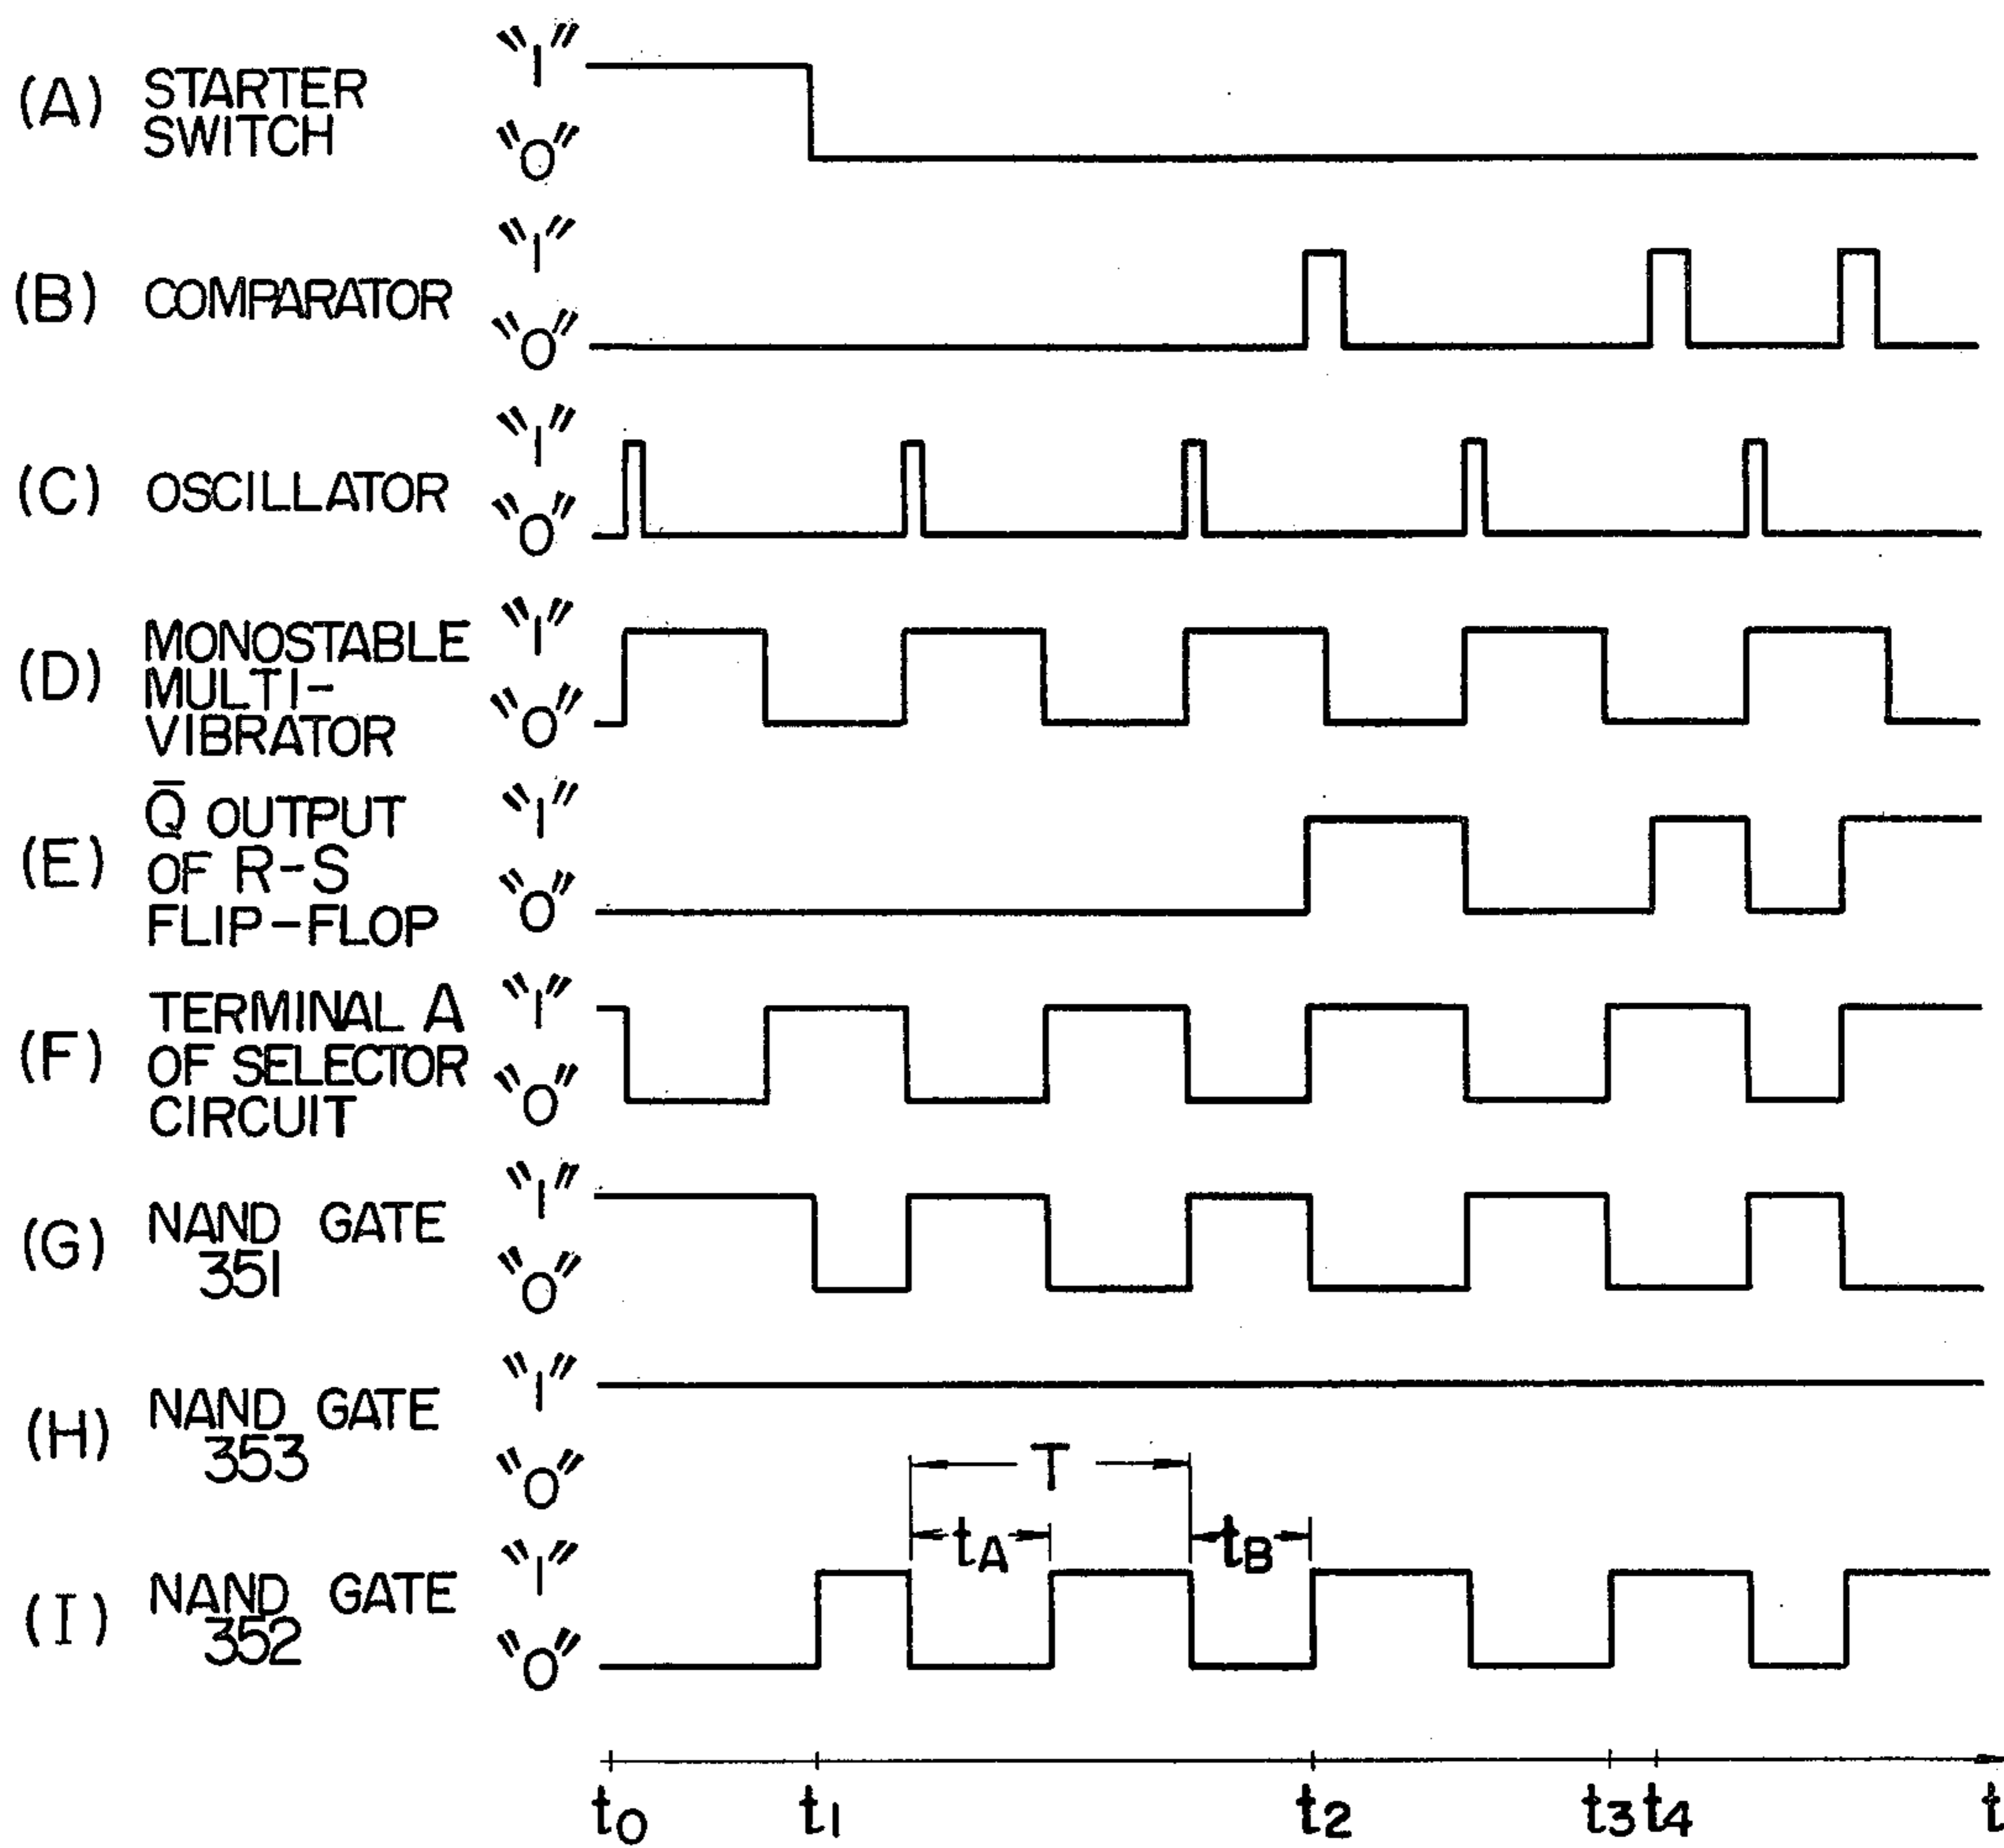 (A) STARTER
SWITCH
"1"
"0"
(B) COMPARATOR
"1"
"0"
(C) OSCILLATOR
"1"
"0"
(D) MONOSTABLE
MULTI-
VIBRATOR
"1"
"0"
(E) Q̅ OUTPUT
OF R-S
FLIP-FLOP
"1"
"0"
(F) TERMINAL A
OF SELECTOR
CIRCUIT
"1"
"0"
(G) NAND GATE
351
"1"
"0"
(H) NAND GATE
353
"1"
"0"
T
tA tB
(I) NAND GATE
352
"1"
"0"
t0 t1 t2 t3 t4 t